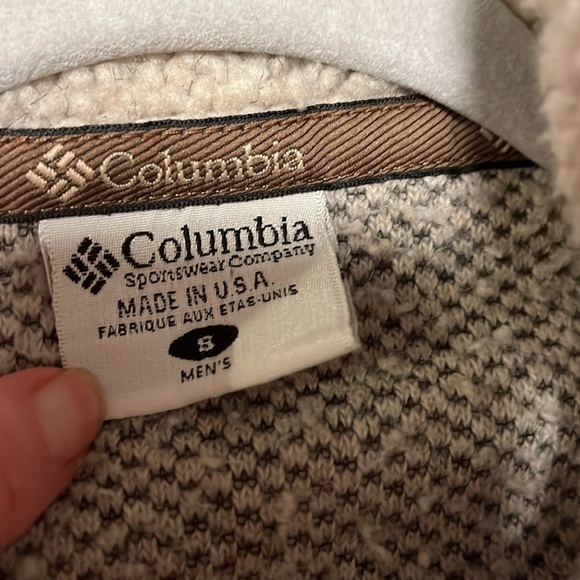 Columbia
Columbia
Sportswear Company
MADE IN U.S.A.
FABRIQUE AUX ETAS-UNIS
S
MEN'S